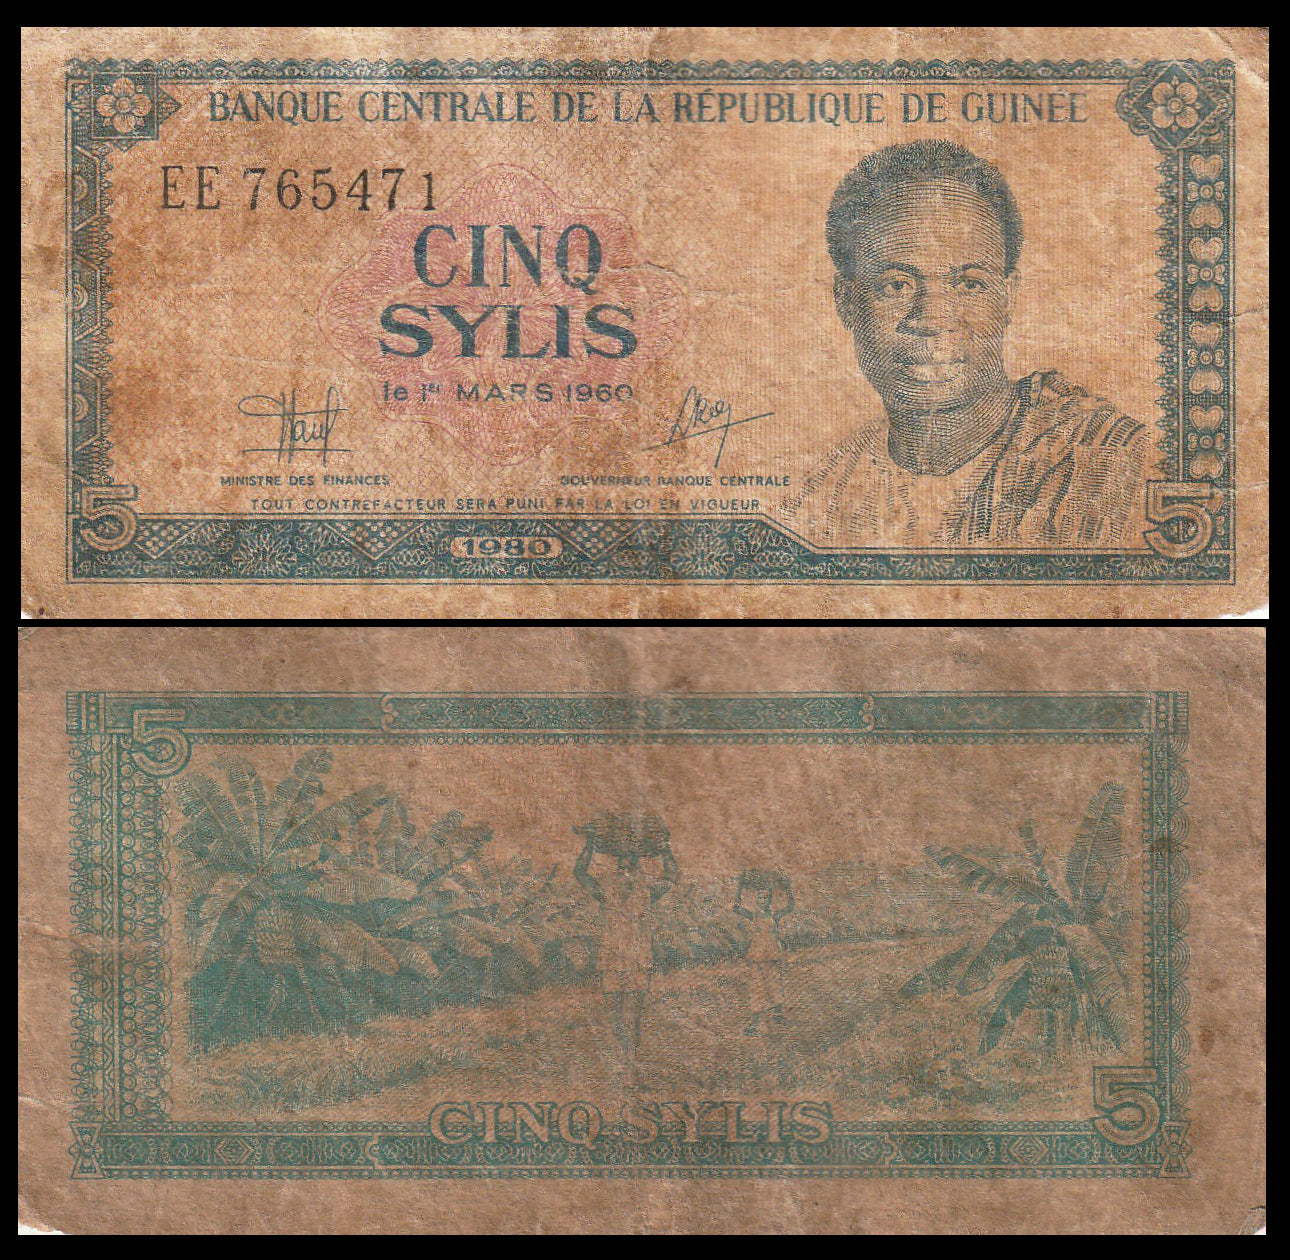 BANQUE CENTRALE DE LA RÉPUBLIQUE DE GUINÉE
EE 765471
CINQ
SYLIS
le 1er MARS 1960
MINISTRE DES FINANCES
GOUVERNEUR BANQUE CENTRALE
TOUT CONTREFACTEUR SERA PUNI PAR LA LOI EN VIGUEUR
5
1980
5
5
CINQ SYLIS
5